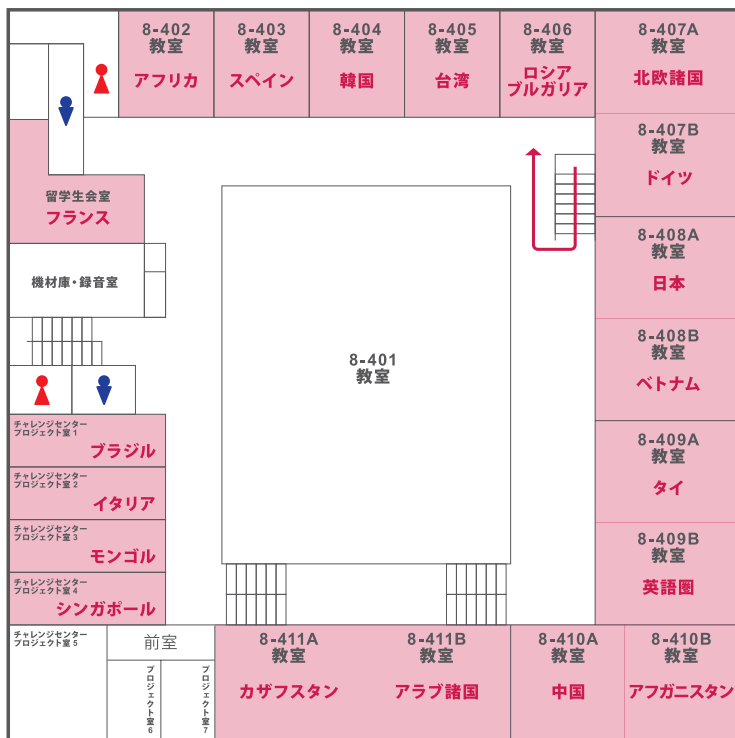 8-402
教室
アフリカ
8-403
教室
スペイン
8-404
教室
韓国
8-405
教室
台湾
8-406
教室
ロシア
ブルガリア
8-407A
教室
北欧諸国
8-407B
教室
ドイツ
留学生会室
フランス
8-408A
教室
日本
機材庫・録音室
8-408B
教室
ベトナム
8-401
教室
チャレンジセンター
プロジェクト室1
ブラジル
8-409A
教室
タイ
チャレンジセンター
プロジェクト室2
イタリア
チャレンジセンター
プロジェクト室3
モンゴル
8-409B
教室
英語圏
チャレンジセンター
プロジェクト室4
シンガポール
チャレンジセンター
プロジェクト室5
前室
プロジェクト室6
プロジェクト室7
8-411A
教室
カザフスタン
8-411B
教室
アラブ諸国
8-410A
教室
中国
8-410B
教室
アフガニスタン